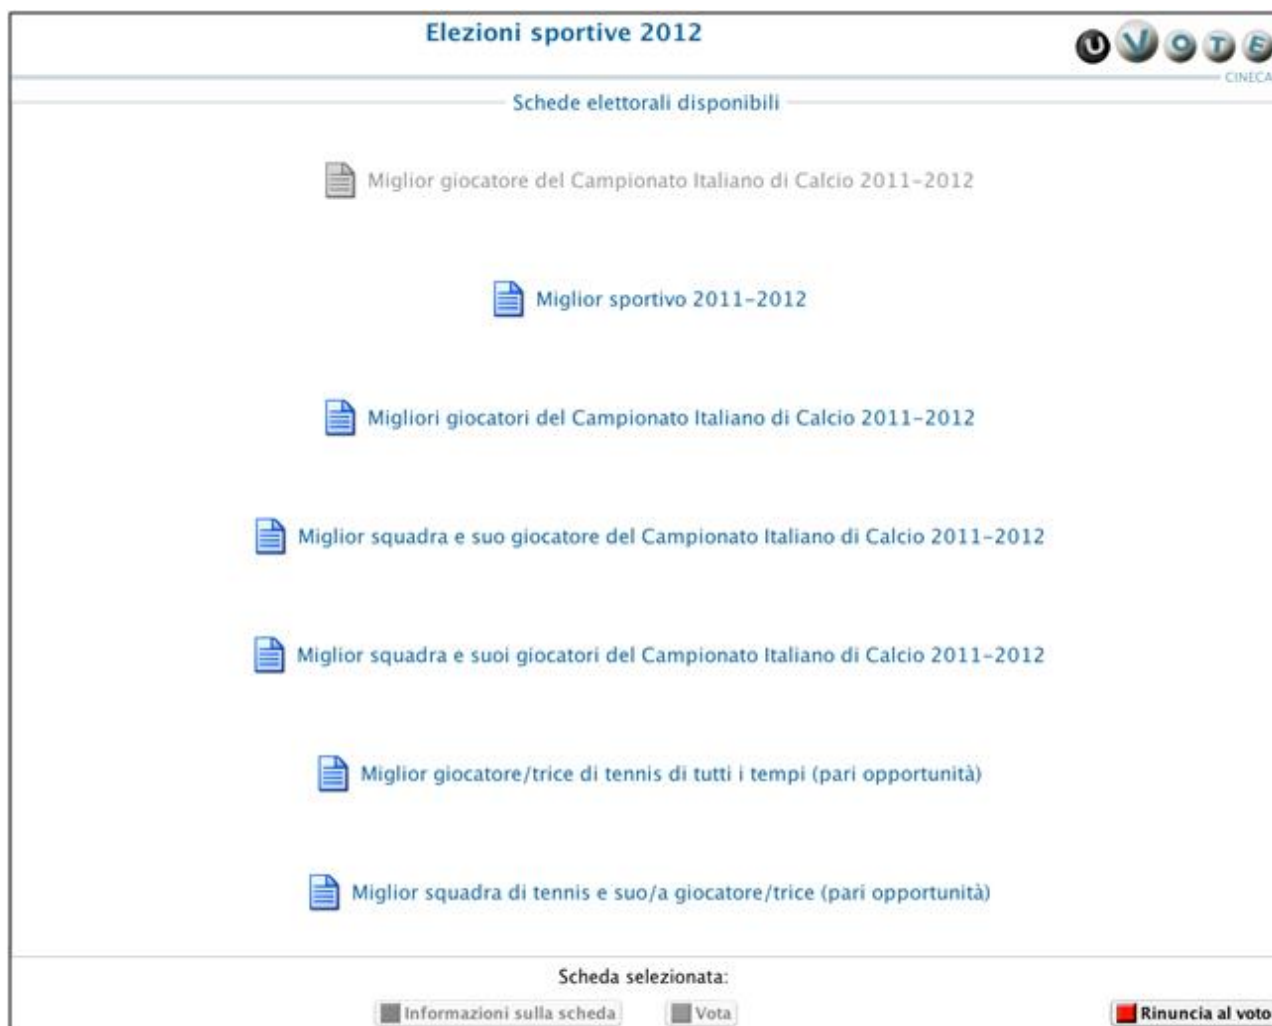 Elezioni sportive 2012
U VOTE
CINECA
Schede elettorali disponibili
Miglior giocatore del Campionato Italiano di Calcio 2011-2012
Miglior sportivo 2011-2012
Migliori giocatori del Campionato Italiano di Calcio 2011-2012
Miglior squadra e suo giocatore del Campionato Italiano di Calcio 2011-2012
Miglior squadra e suoi giocatori del Campionato Italiano di Calcio 2011-2012
Miglior giocatore/trice di tennis di tutti i tempi (pari opportunità)
Miglior squadra di tennis e suo/a giocatore/trice (pari opportunità)
Scheda selezionata:
Informazioni sulla scheda Vota Rinuncia al voto